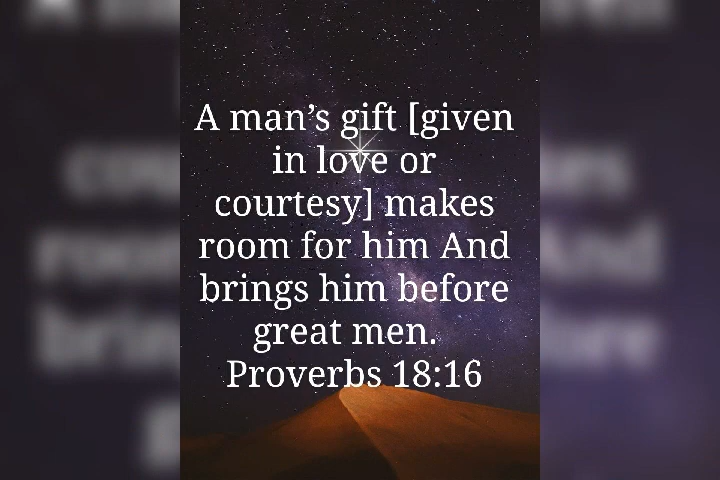 A man’s gift [given
in love or
courtesy] makes
room for him And
brings him before
great men.
Proverbs 18:16